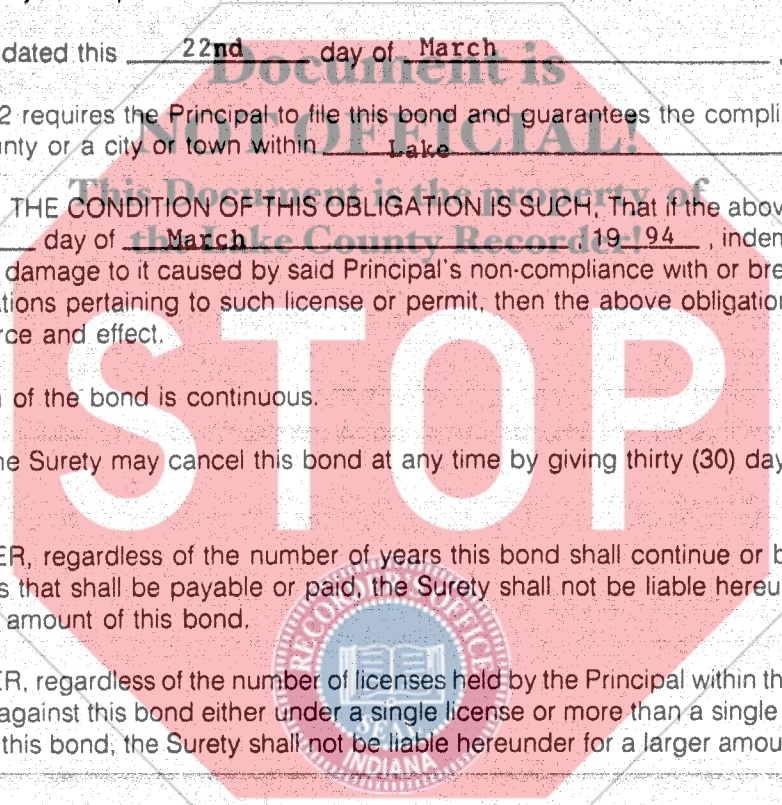 dated this 22nd day of March ,
2 requires the Principal to file this bond and guarantees the compli
nty or a city or town within Lake
THE CONDITION OF THIS OBLIGATION IS SUCH, That if the abov
day of March , 19 94 , inden
damage to it caused by said Principal's non-compliance with or bre
tions pertaining to such license or permit, then the above obligation
rce and effect.
of the bond is continuous.
he Surety may cancel this bond at any time by giving thirty (30) day
ER, regardless of the number of years this bond shall continue or b
s that shall be payable or paid, the Surety shall not be liable hereu
amount of this bond.
ER, regardless of the number of licenses held by the Principal within th
against this bond either under a single license or more than a single
this bond, the Surety shall not be liable hereunder for a larger amou
Document is
NOT OFFICIAL!
This Document is the property of
the Lake County Recorder!
STOP
RECORDER'S OFFICE
SEAL
INDIANA